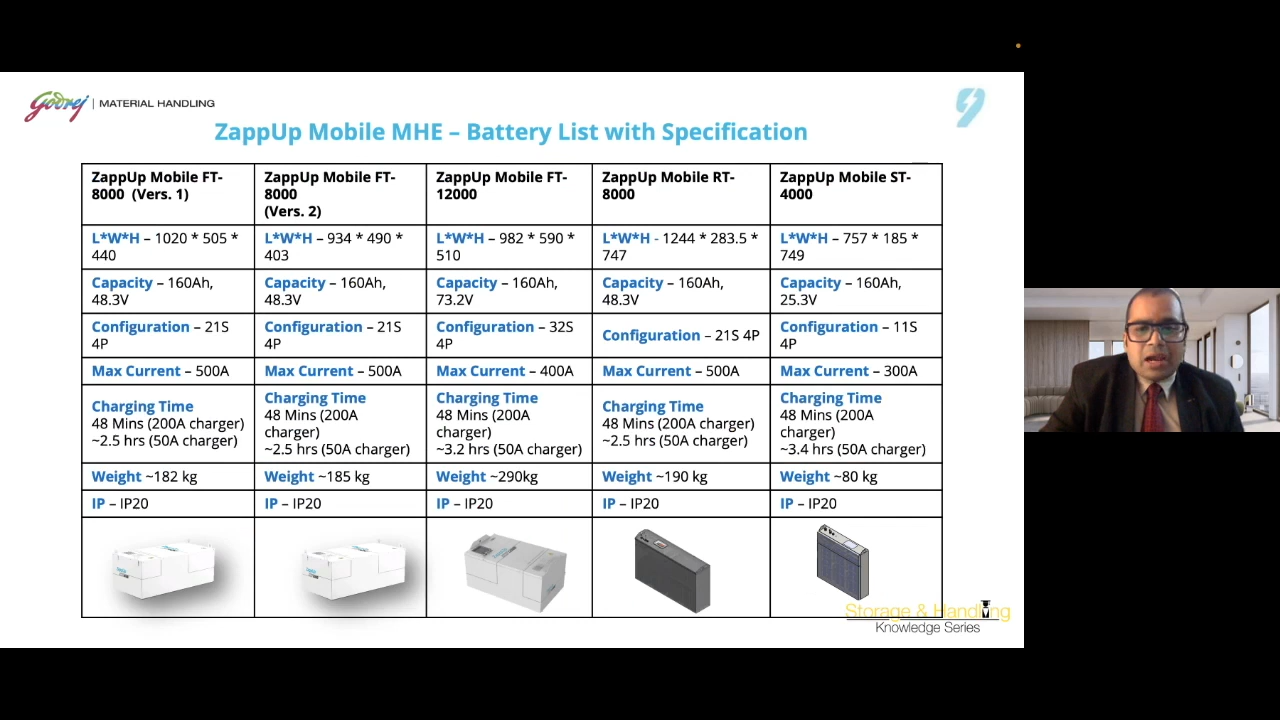 Godrej | MATERIAL HANDLING
ZappUp Mobile MHE – Battery List with Specification
ZappUp Mobile FT-
8000 (Vers. 1)
ZappUp Mobile FT-
8000
(Vers. 2)
ZappUp Mobile FT-
12000
ZappUp Mobile RT-
8000
ZappUp Mobile ST-
4000
L*W*H – 1020 * 505 *
440
L*W*H – 934 * 490 *
403
L*W*H – 982 * 590 *
510
L*W*H - 1244 * 283.5 *
747
L*W*H – 757 * 185 *
749
Capacity – 160Ah,
48.3V
Capacity – 160Ah,
48.3V
Capacity – 160Ah,
73.2V
Capacity – 160Ah,
48.3V
Capacity – 160Ah,
25.3V
Configuration – 21S
4P
Configuration – 21S
4P
Configuration – 32S
4P
Configuration – 21S 4P
Configuration – 11S
4P
Max Current – 500A
Max Current – 500A
Max Current – 400A
Max Current – 500A
Max Current – 300A
Charging Time
48 Mins (200A charger)
~2.5 hrs (50A charger)
Charging Time
48 Mins (200A
charger)
~2.5 hrs (50A charger)
Charging Time
48 Mins (200A
charger)
~3.2 hrs (50A charger)
Charging Time
48 Mins (200A charger)
~2.5 hrs (50A charger)
Charging Time
48 Mins (200A
charger)
~3.4 hrs (50A charger)
Weight ~182 kg
Weight ~185 kg
Weight ~290kg
Weight ~190 kg
Weight ~80 kg
IP – IP20
IP – IP20
IP – IP20
IP – IP20
IP – IP20
Storage & Handling
Knowledge Series